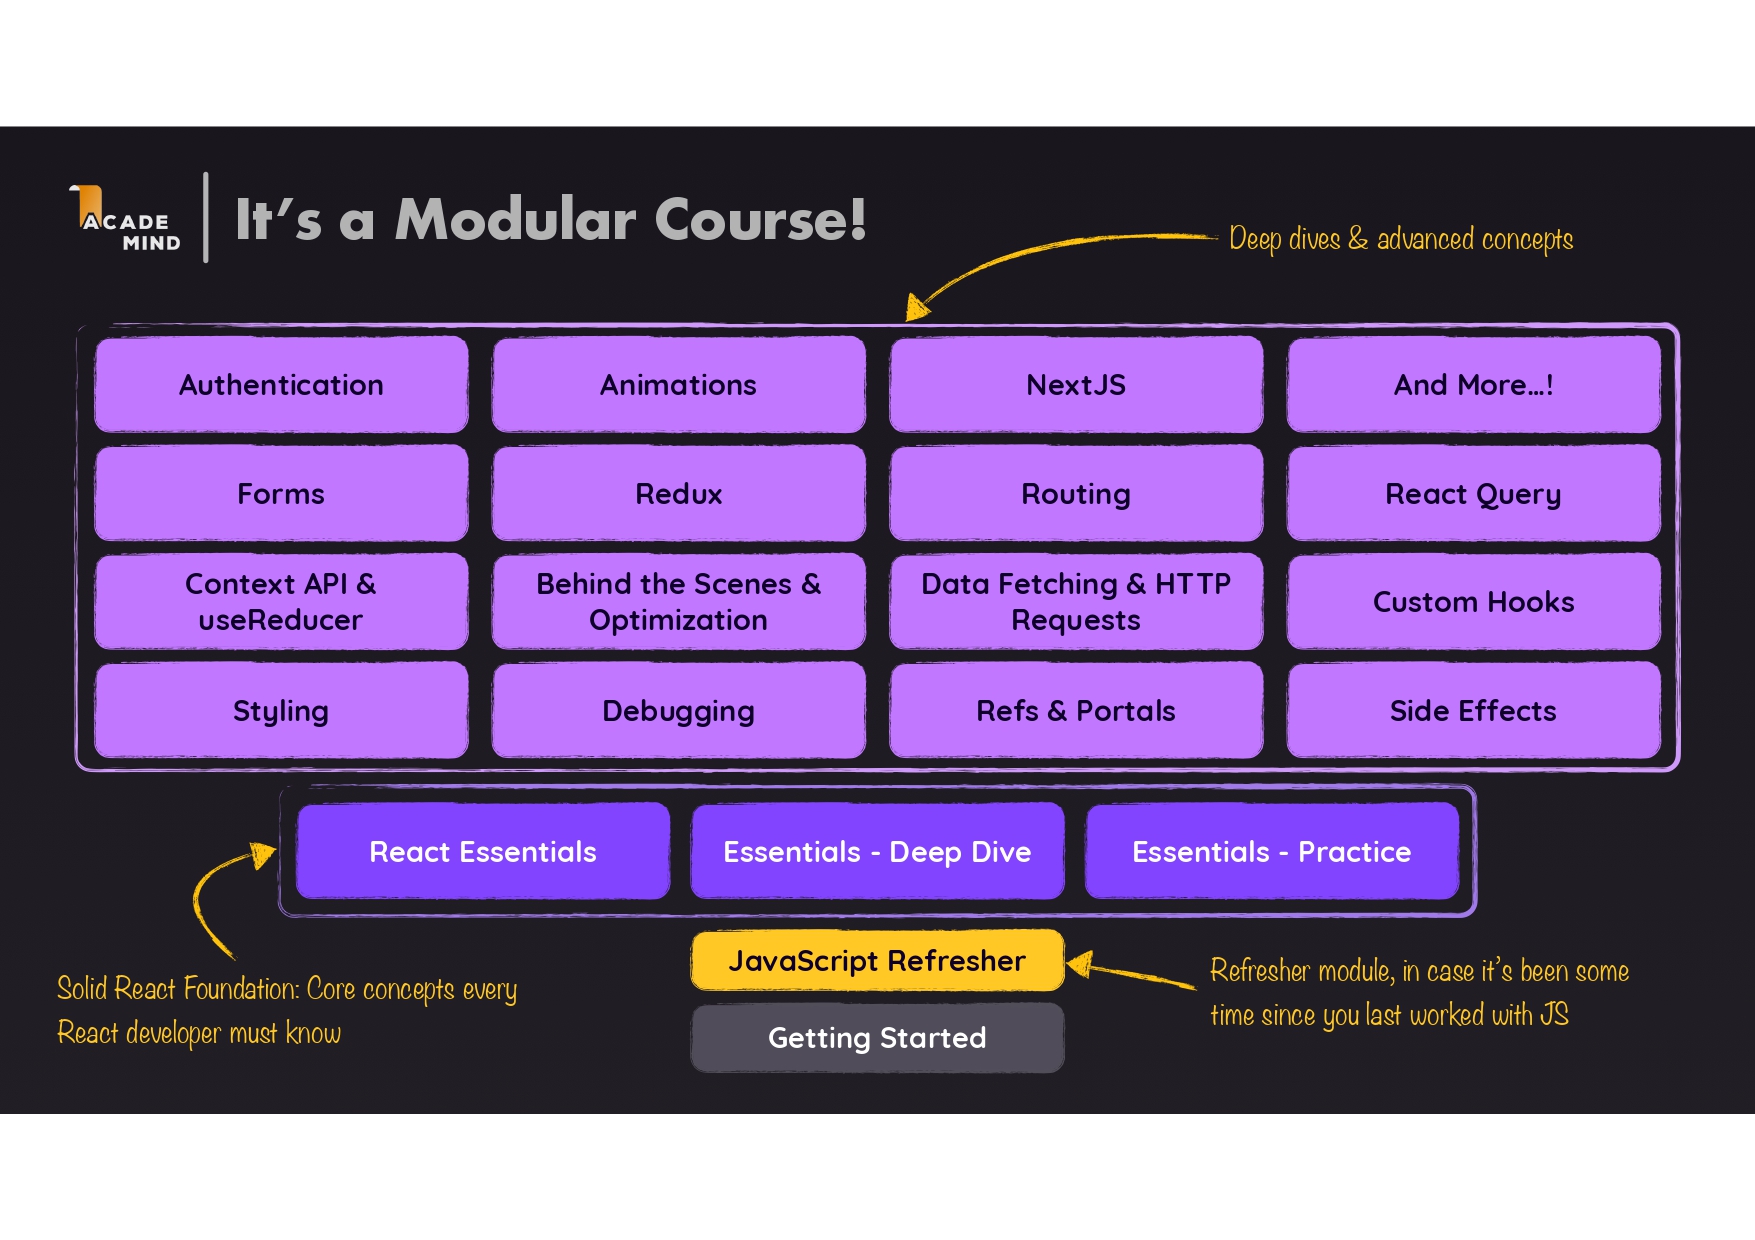 ACADE
MIND
It’s a Modular Course!
Deep dives & advanced concepts
Authentication
Animations
NextJS
And More…!
Forms
Redux
Routing
React Query
Context API &
useReducer
Behind the Scenes &
Optimization
Data Fetching & HTTP
Requests
Custom Hooks
Styling
Debugging
Refs & Portals
Side Effects
React Essentials
Essentials - Deep Dive
Essentials - Practice
Solid React Foundation: Core concepts every
React developer must know
JavaScript Refresher
Refresher module, in case it’s been some
time since you last worked with JS
Getting Started